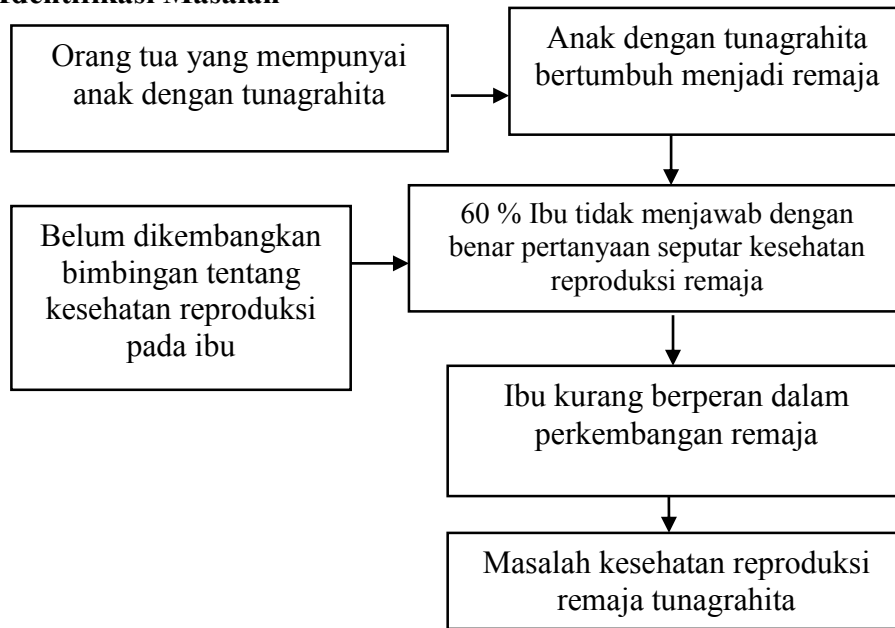 Identifikasi Masalah
Orang tua yang mempunyai
anak dengan tunagrahita
Anak dengan tunagrahita
bertumbuh menjadi remaja
60 % Ibu tidak menjawab dengan
benar pertanyaan seputar kesehatan
reproduksi remaja
Belum dikembangkan
bimbingan tentang
kesehatan reproduksi
pada ibu
Ibu kurang berperan dalam
perkembangan remaja
Masalah kesehatan reproduksi
remaja tunagrahita